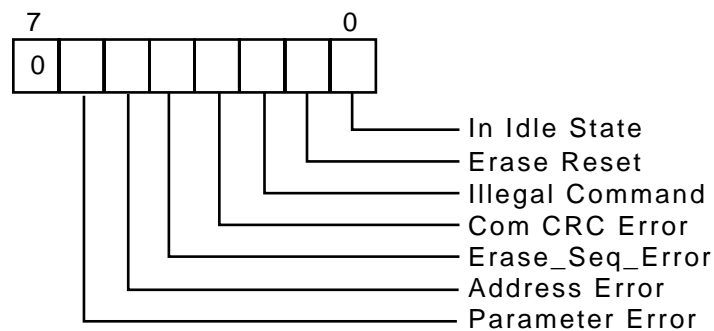 7 0
0
In Idle State
Erase Reset
Illegal Command
Com CRC Error
Erase_Seq_Error
Address Error
Parameter Error